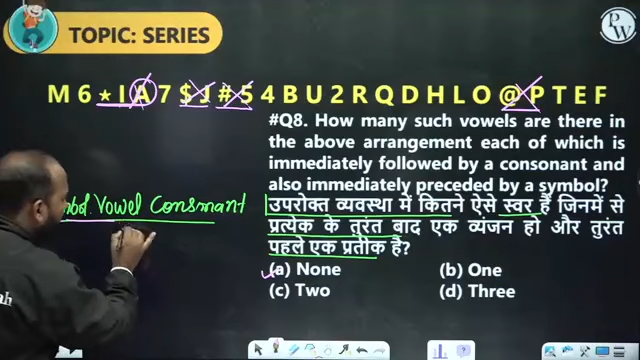 TOPIC: SERIES
PW
M 6 ★ I A 7 $ J # 5 4 B U 2 R Q D H L O @ P T E F
#Q8. How many such vowels are there in
the above arrangement each of which is
immediately followed by a consonant and
also immediately preceded by a symbol?
उपरोक्त व्यवस्था में कितने ऐसे स्वर हैं जिनमें से
प्रत्येक के तुरंत बाद एक व्यंजन हो और तुरंत
पहले एक प्रतीक है?
Vowel Consonant
(a) None (b) One
(c) Two (d) Three